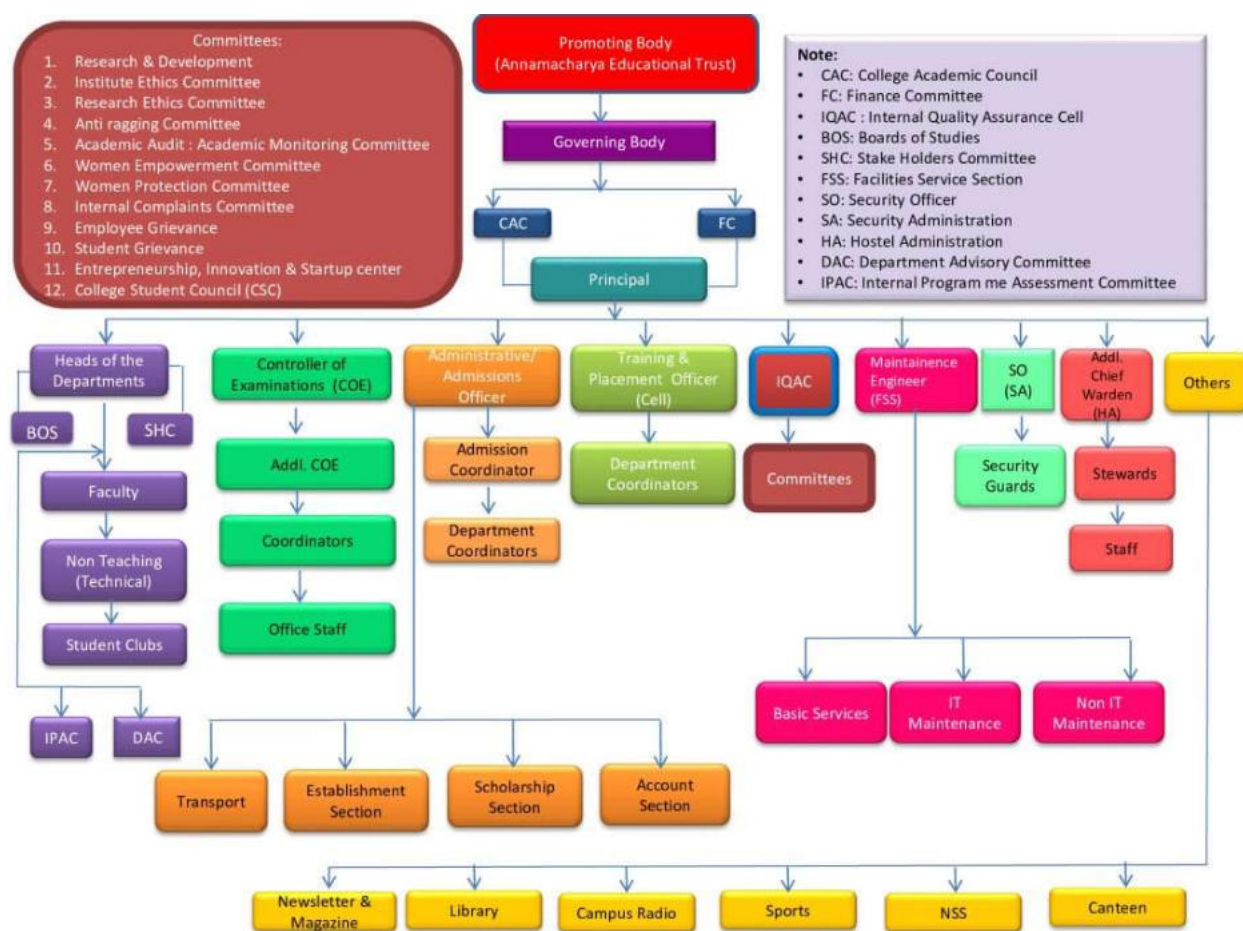 Committees:
1. Research & Development
2. Institute Ethics Committee
3. Research Ethics Committee
4. Anti ragging Committee
5. Academic Audit : Academic Monitoring Committee
6. Women Empowerment Committee
7. Women Protection Committee
8. Internal Complaints Committee
9. Employee Grievance
10. Student Grievance
11. Entrepreneurship, Innovation & Startup center
12. College Student Council (CSC)
Promoting Body
(Annamacharya Educational Trust)
Governing Body
CAC
FC
Principal
Note:
• CAC: College Academic Council
• FC: Finance Committee
• IQAC : Internal Quality Assurance Cell
• BOS: Boards of Studies
• SHC: Stake Holders Committee
• FSS: Facilities Service Section
• SO: Security Officer
• SA: Security Administration
• HA: Hostel Administration
• DAC: Department Advisory Committee
• IPAC: Internal Program me Assessment Committee
Heads of the
Departments
BOS
SHC
Faculty
Non Teaching
(Technical)
Student Clubs
IPAC
DAC
Controller of
Examinations (COE)
Addl. COE
Coordinators
Office Staff
Administrative/
Admissions
Officer
Admission
Coordinator
Department
Coordinators
Transport
Establishment
Section
Scholarship
Section
Account
Section
Training &
Placement Officer
(Cell)
Department
Coordinators
IQAC
Committees
Maintainence
Engineer
(FSS)
Basic Services
IT
Maintenance
Non IT
Maintenance
SO
(SA)
Security
Guards
Addl.
Chief
Warden
(HA)
Stewards
Staff
Others
Newsletter &
Magazine
Library
Campus Radio
Sports
NSS
Canteen